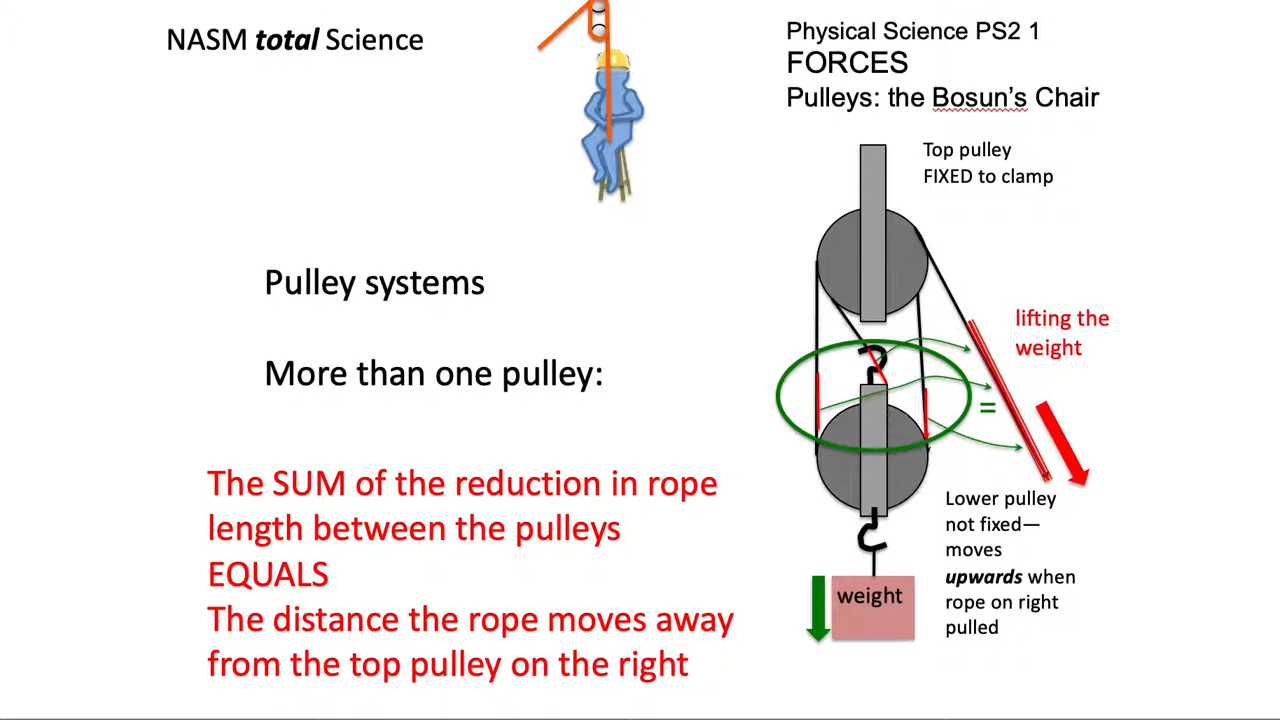 NASM total Science
Physical Science PS2 1
FORCES
Pulleys: the Bosun's Chair
Top pulley
FIXED to clamp
Pulley systems
lifting the
weight
More than one pulley:
=
The SUM of the reduction in rope
length between the pulleys
EQUALS
The distance the rope moves away
from the top pulley on the right
Lower pulley
not fixed—
moves
upwards when
rope on right
pulled
weight